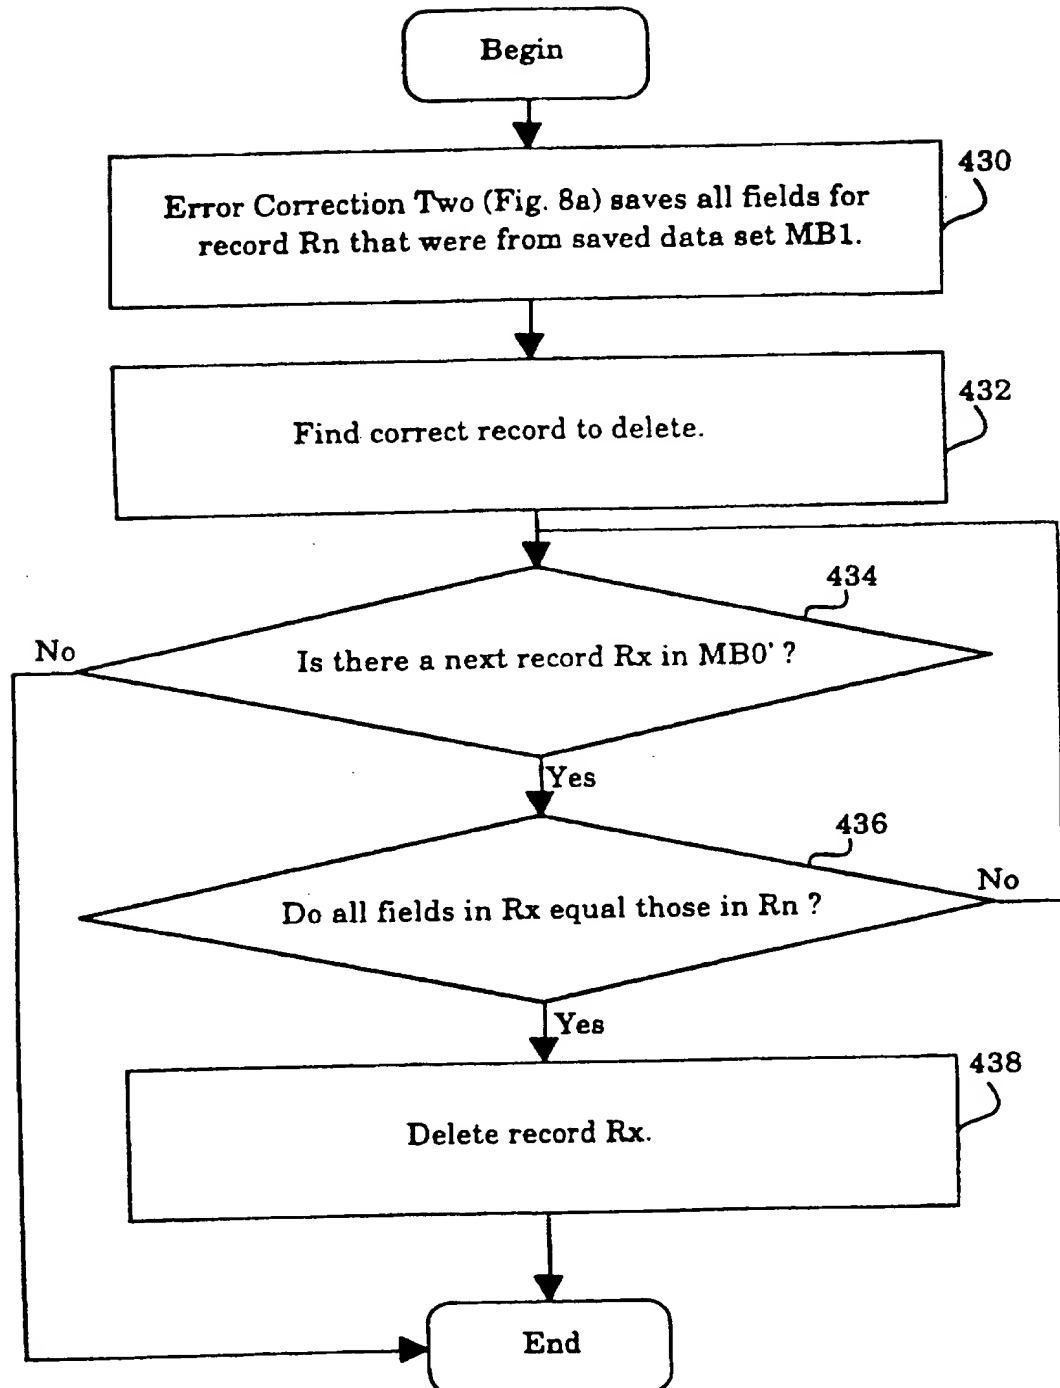 Begin
430
Error Correction Two (Fig. 8a) saves all fields for
record Rn that were from saved data set MB1.
432
Find correct record to delete.
434
No
Is there a next record Rx in MB0' ?
Yes
436
No
Do all fields in Rx equal those in Rn ?
Yes
438
Delete record Rx.
End